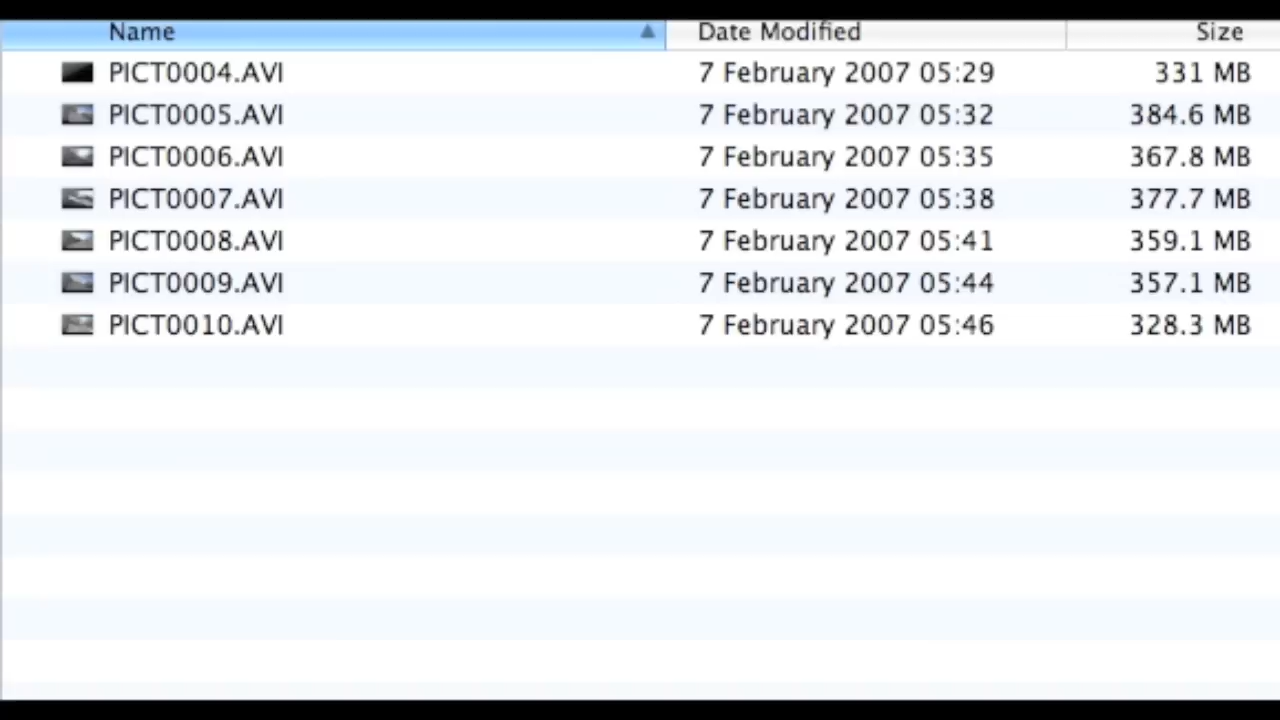 Name Date Modified Size
PICT0004.AVI 7 February 2007 05:29 331 MB
PICT0005.AVI 7 February 2007 05:32 384.6 MB
PICT0006.AVI 7 February 2007 05:35 367.8 MB
PICT0007.AVI 7 February 2007 05:38 377.7 MB
PICT0008.AVI 7 February 2007 05:41 359.1 MB
PICT0009.AVI 7 February 2007 05:44 357.1 MB
PICT0010.AVI 7 February 2007 05:46 328.3 MB